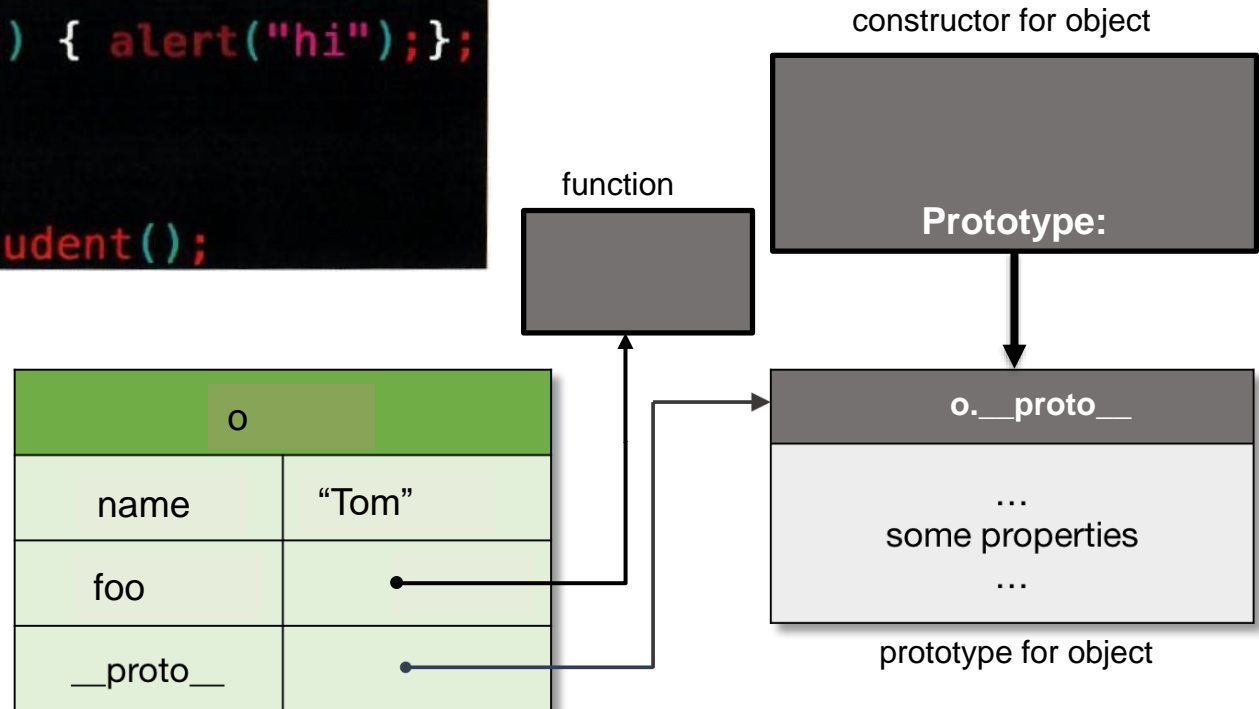 ) { alert("hi");};
udent();
constructor for object
function
Prototype:
o
name
“Tom”
foo
__proto__
o.__proto__
...
some properties
...
prototype for object